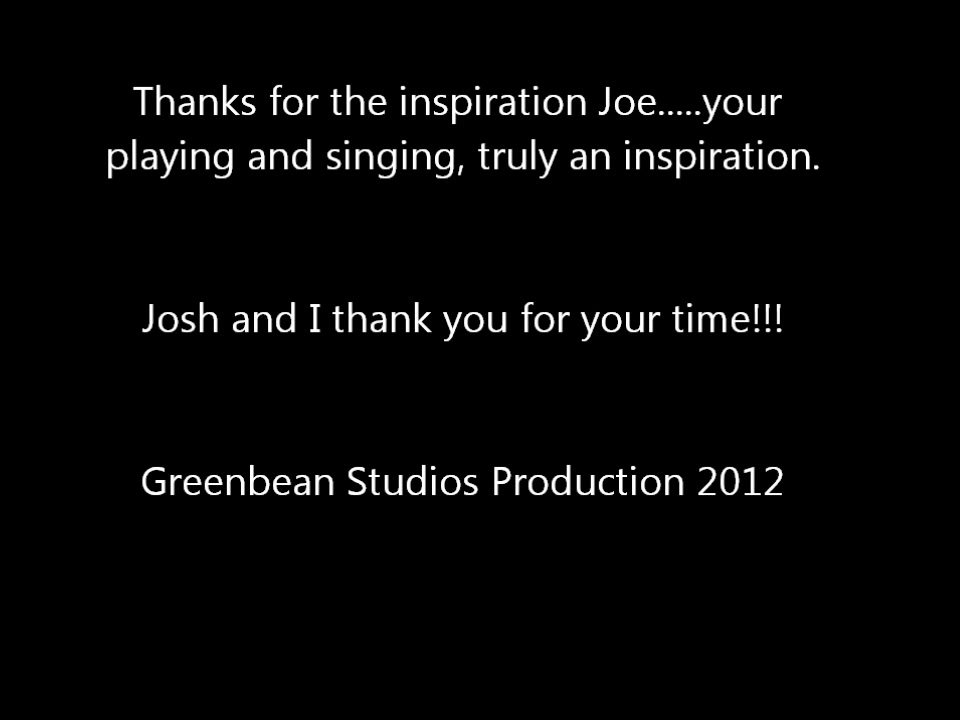 Thanks for the inspiration Joe.....your
playing and singing, truly an inspiration.
Josh and I thank you for your time!!!
Greenbean Studios Production 2012